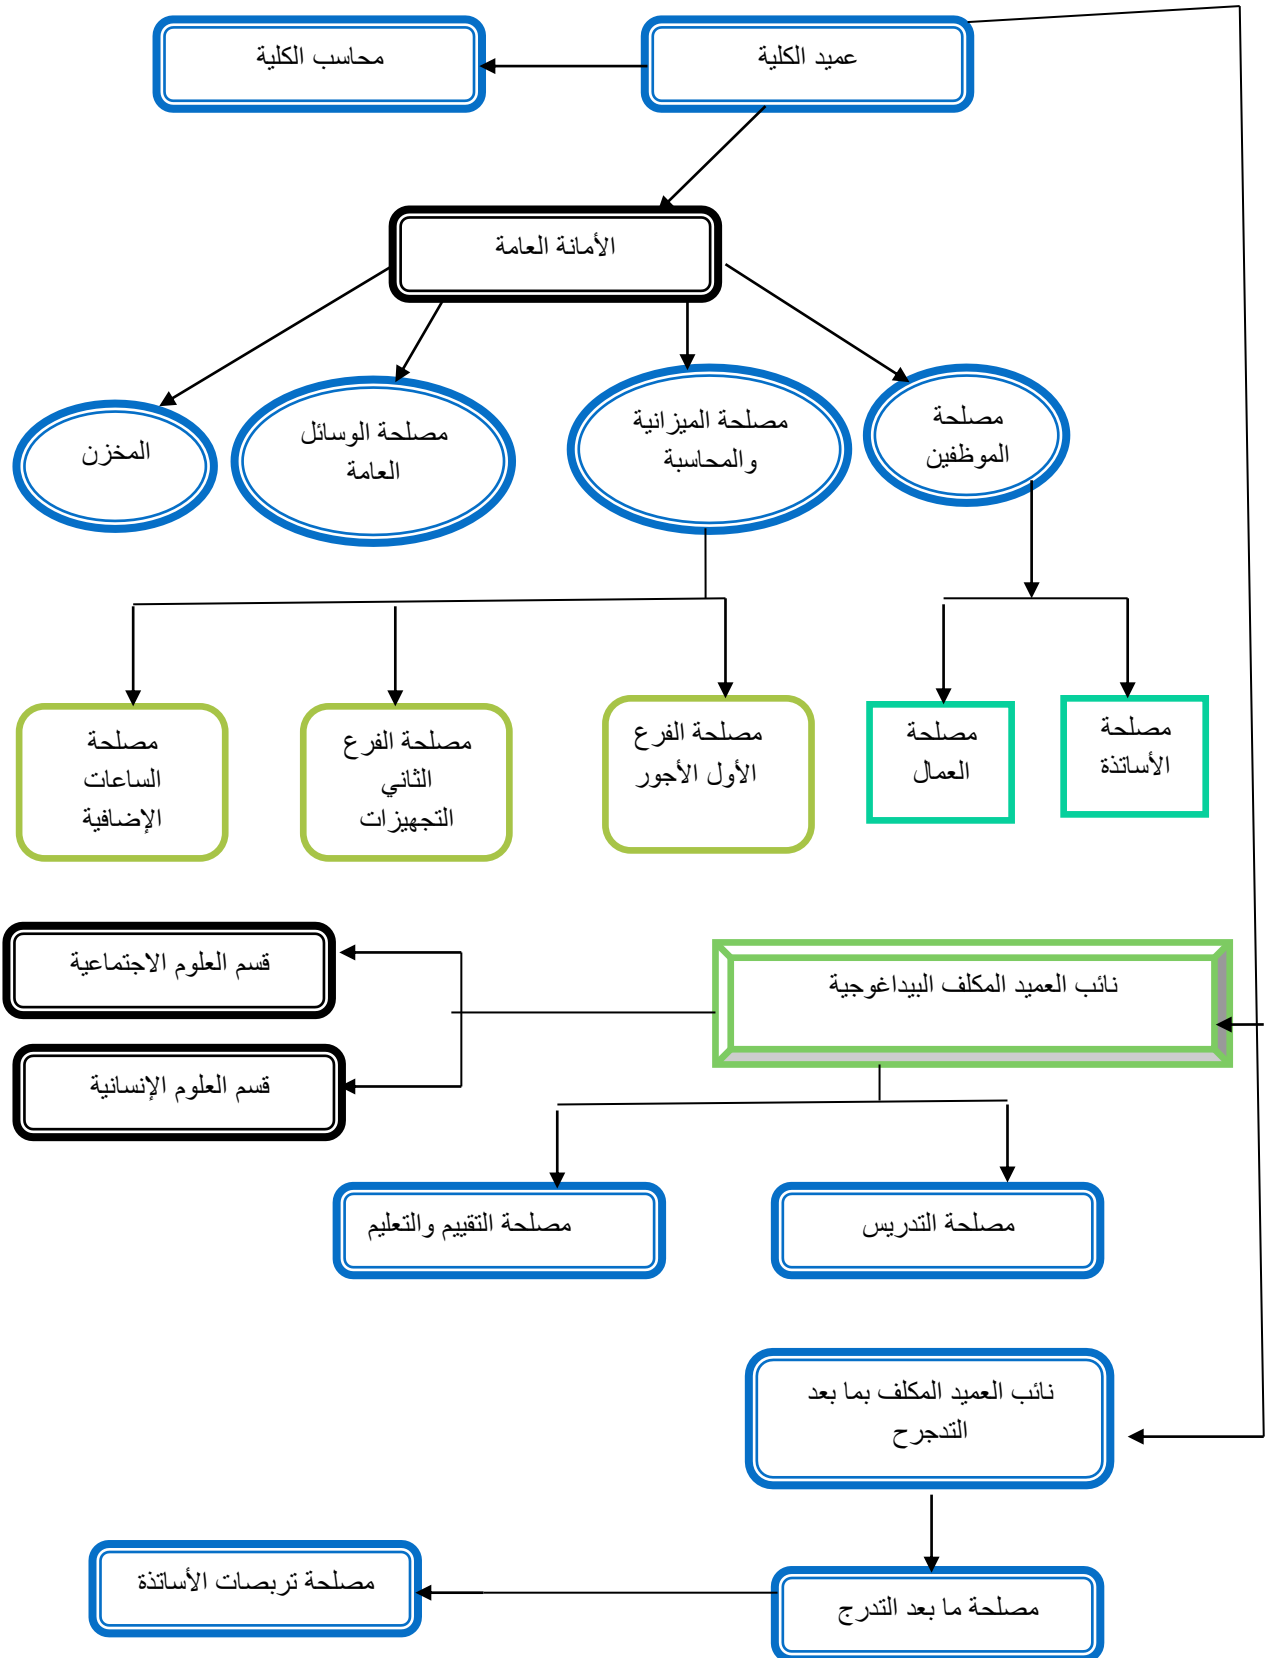 عميد الكلية
محاسب الكلية
الأمانة العامة
مصلحة
الموظفين
مصلحة الميزانية
والمحاسبة
مصلحة الوسائل
العامة
المخزن
مصلحة
الأساتذة
مصلحة
العمال
مصلحة الفرع
الأول الأجور
مصلحة الفرع
الثاني
التجهيزات
مصلحة
الساعات
الإضافية
نائب العميد المكلف البيداغوجية
قسم العلوم الاجتماعية
قسم العلوم الإنسانية
مصلحة التدريس
مصلحة التقييم والتعليم
نائب العميد المكلف بما بعد
التدجرح
مصلحة ما بعد التدرج
مصلحة تربصات الأساتذة